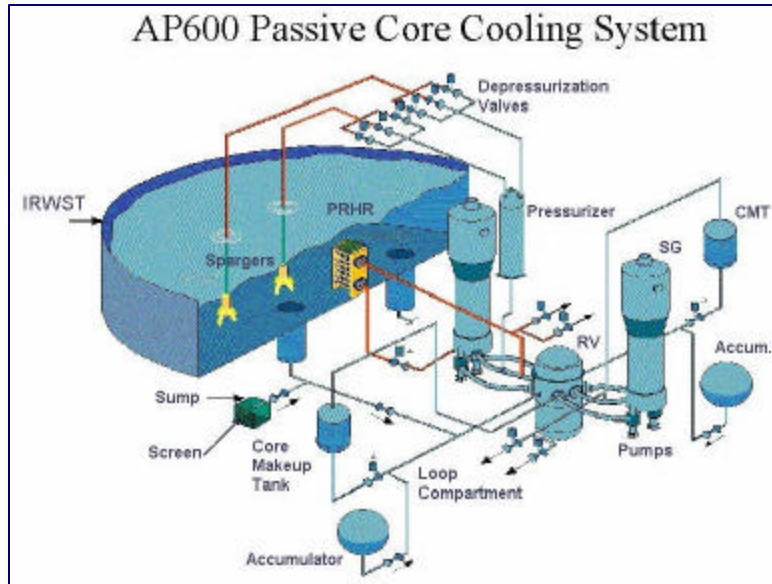 AP600 Passive Core Cooling System
Depressurization
Valves
IRWST
PRHR
Pressurizer
CMT
SG
Spargers
RV
Accum.
Sump
Screen
Core
Makeup
Tank
Loop
Compartment
Pumps
Accumulator